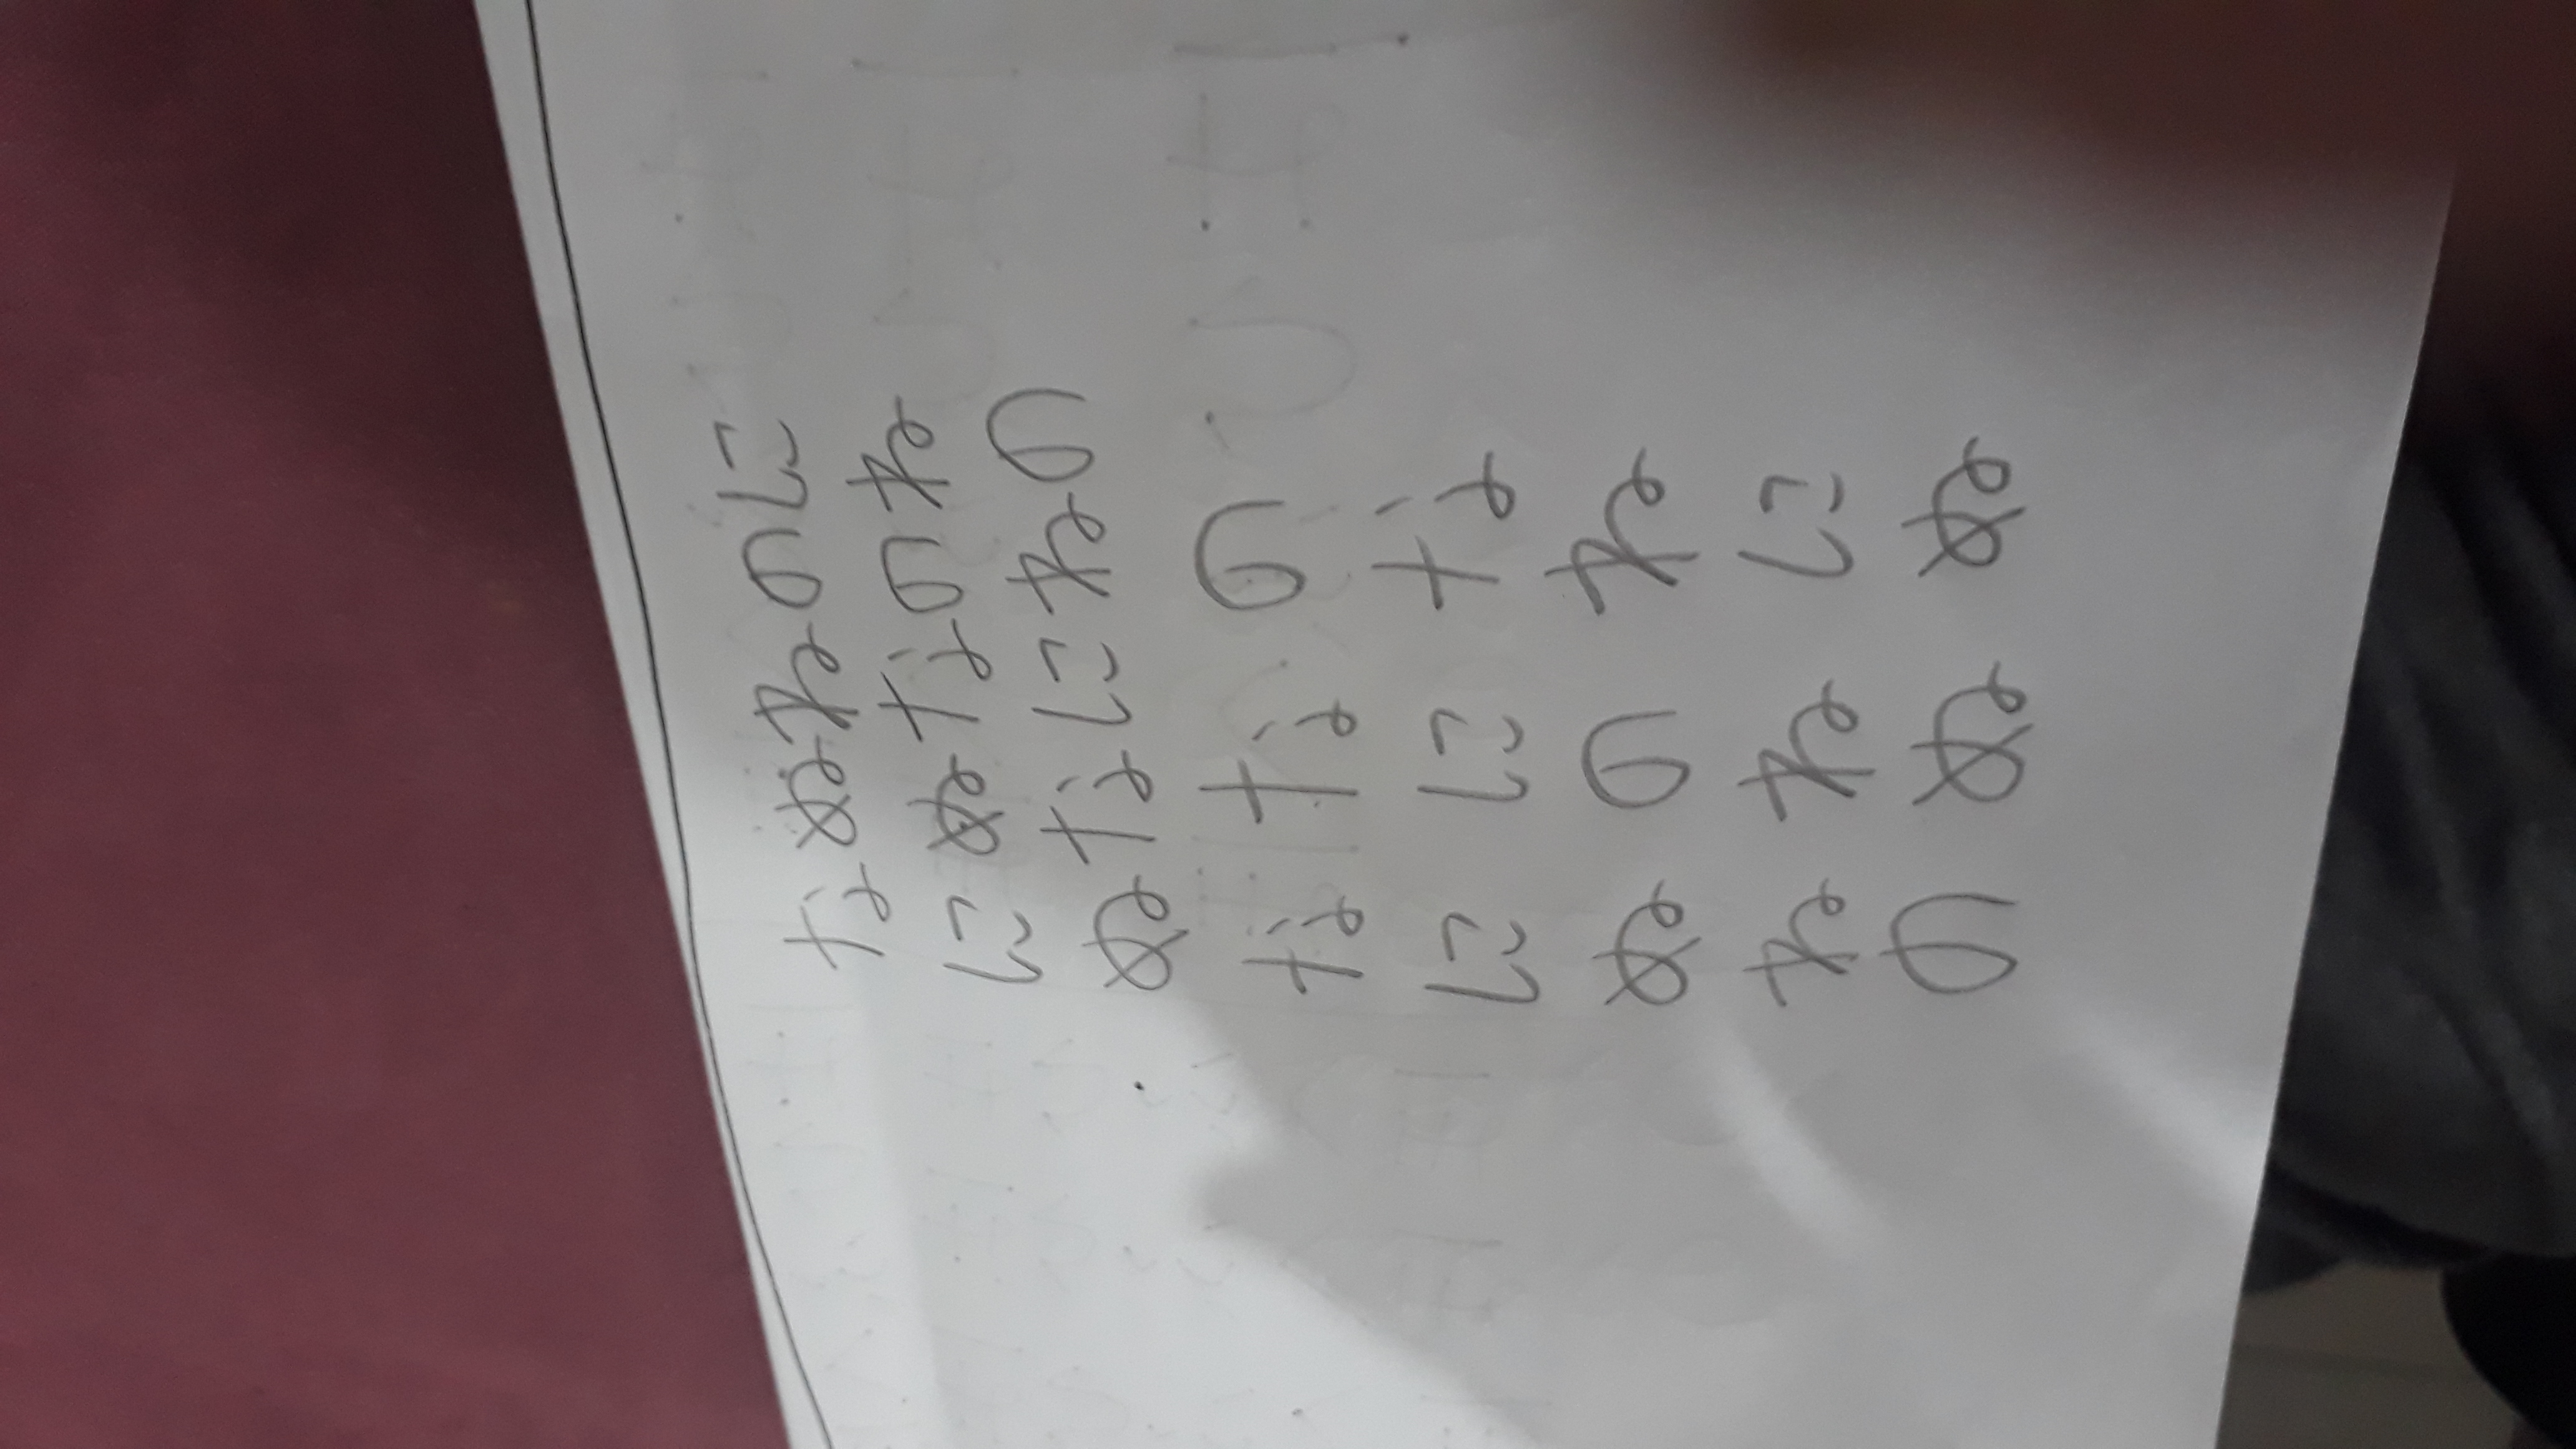 なぬねのに
にぬなのね
ぬなにねの
な な の
に に な
ぬ の ね
ね ね に
の ぬ ぬ